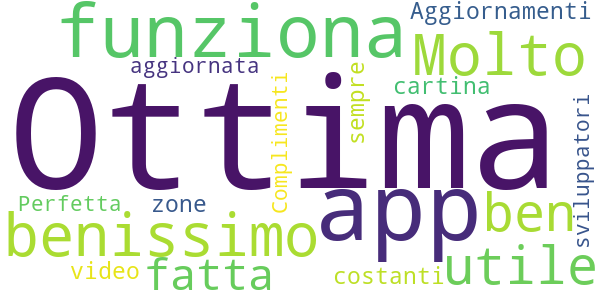 funziona
Aggiornamenti
Molto
aggiornata
cartina
Ottima
Complimenti
sempre
sviluppatori
app
ben
Perfetta
zone
benissimo
utile
video
fatta
costanti